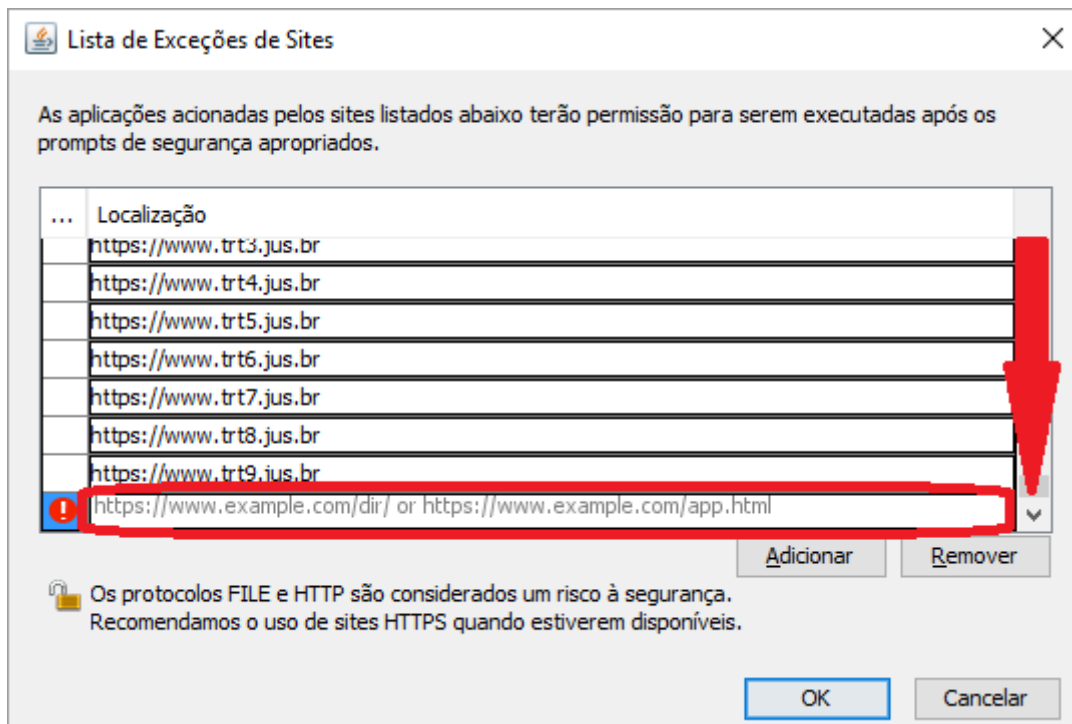 Lista de Exceções de Sites
As aplicações acionadas pelos sites listados abaixo terão permissão para serem executadas após os
prompts de segurança apropriados.
... Localização
https://www.trt3.jus.br
https://www.trt4.jus.br
https://www.trt5.jus.br
https://www.trt6.jus.br
https://www.trt7.jus.br
https://www.trt8.jus.br
https://www.trt9.jus.br
https://www.example.com/dir/ or https://www.example.com/app.html
Adicionar Remover
Os protocolos FILE e HTTP são considerados um risco à segurança.
Recomendamos o uso de sites HTTPS quando estiverem disponíveis.
OK Cancelar